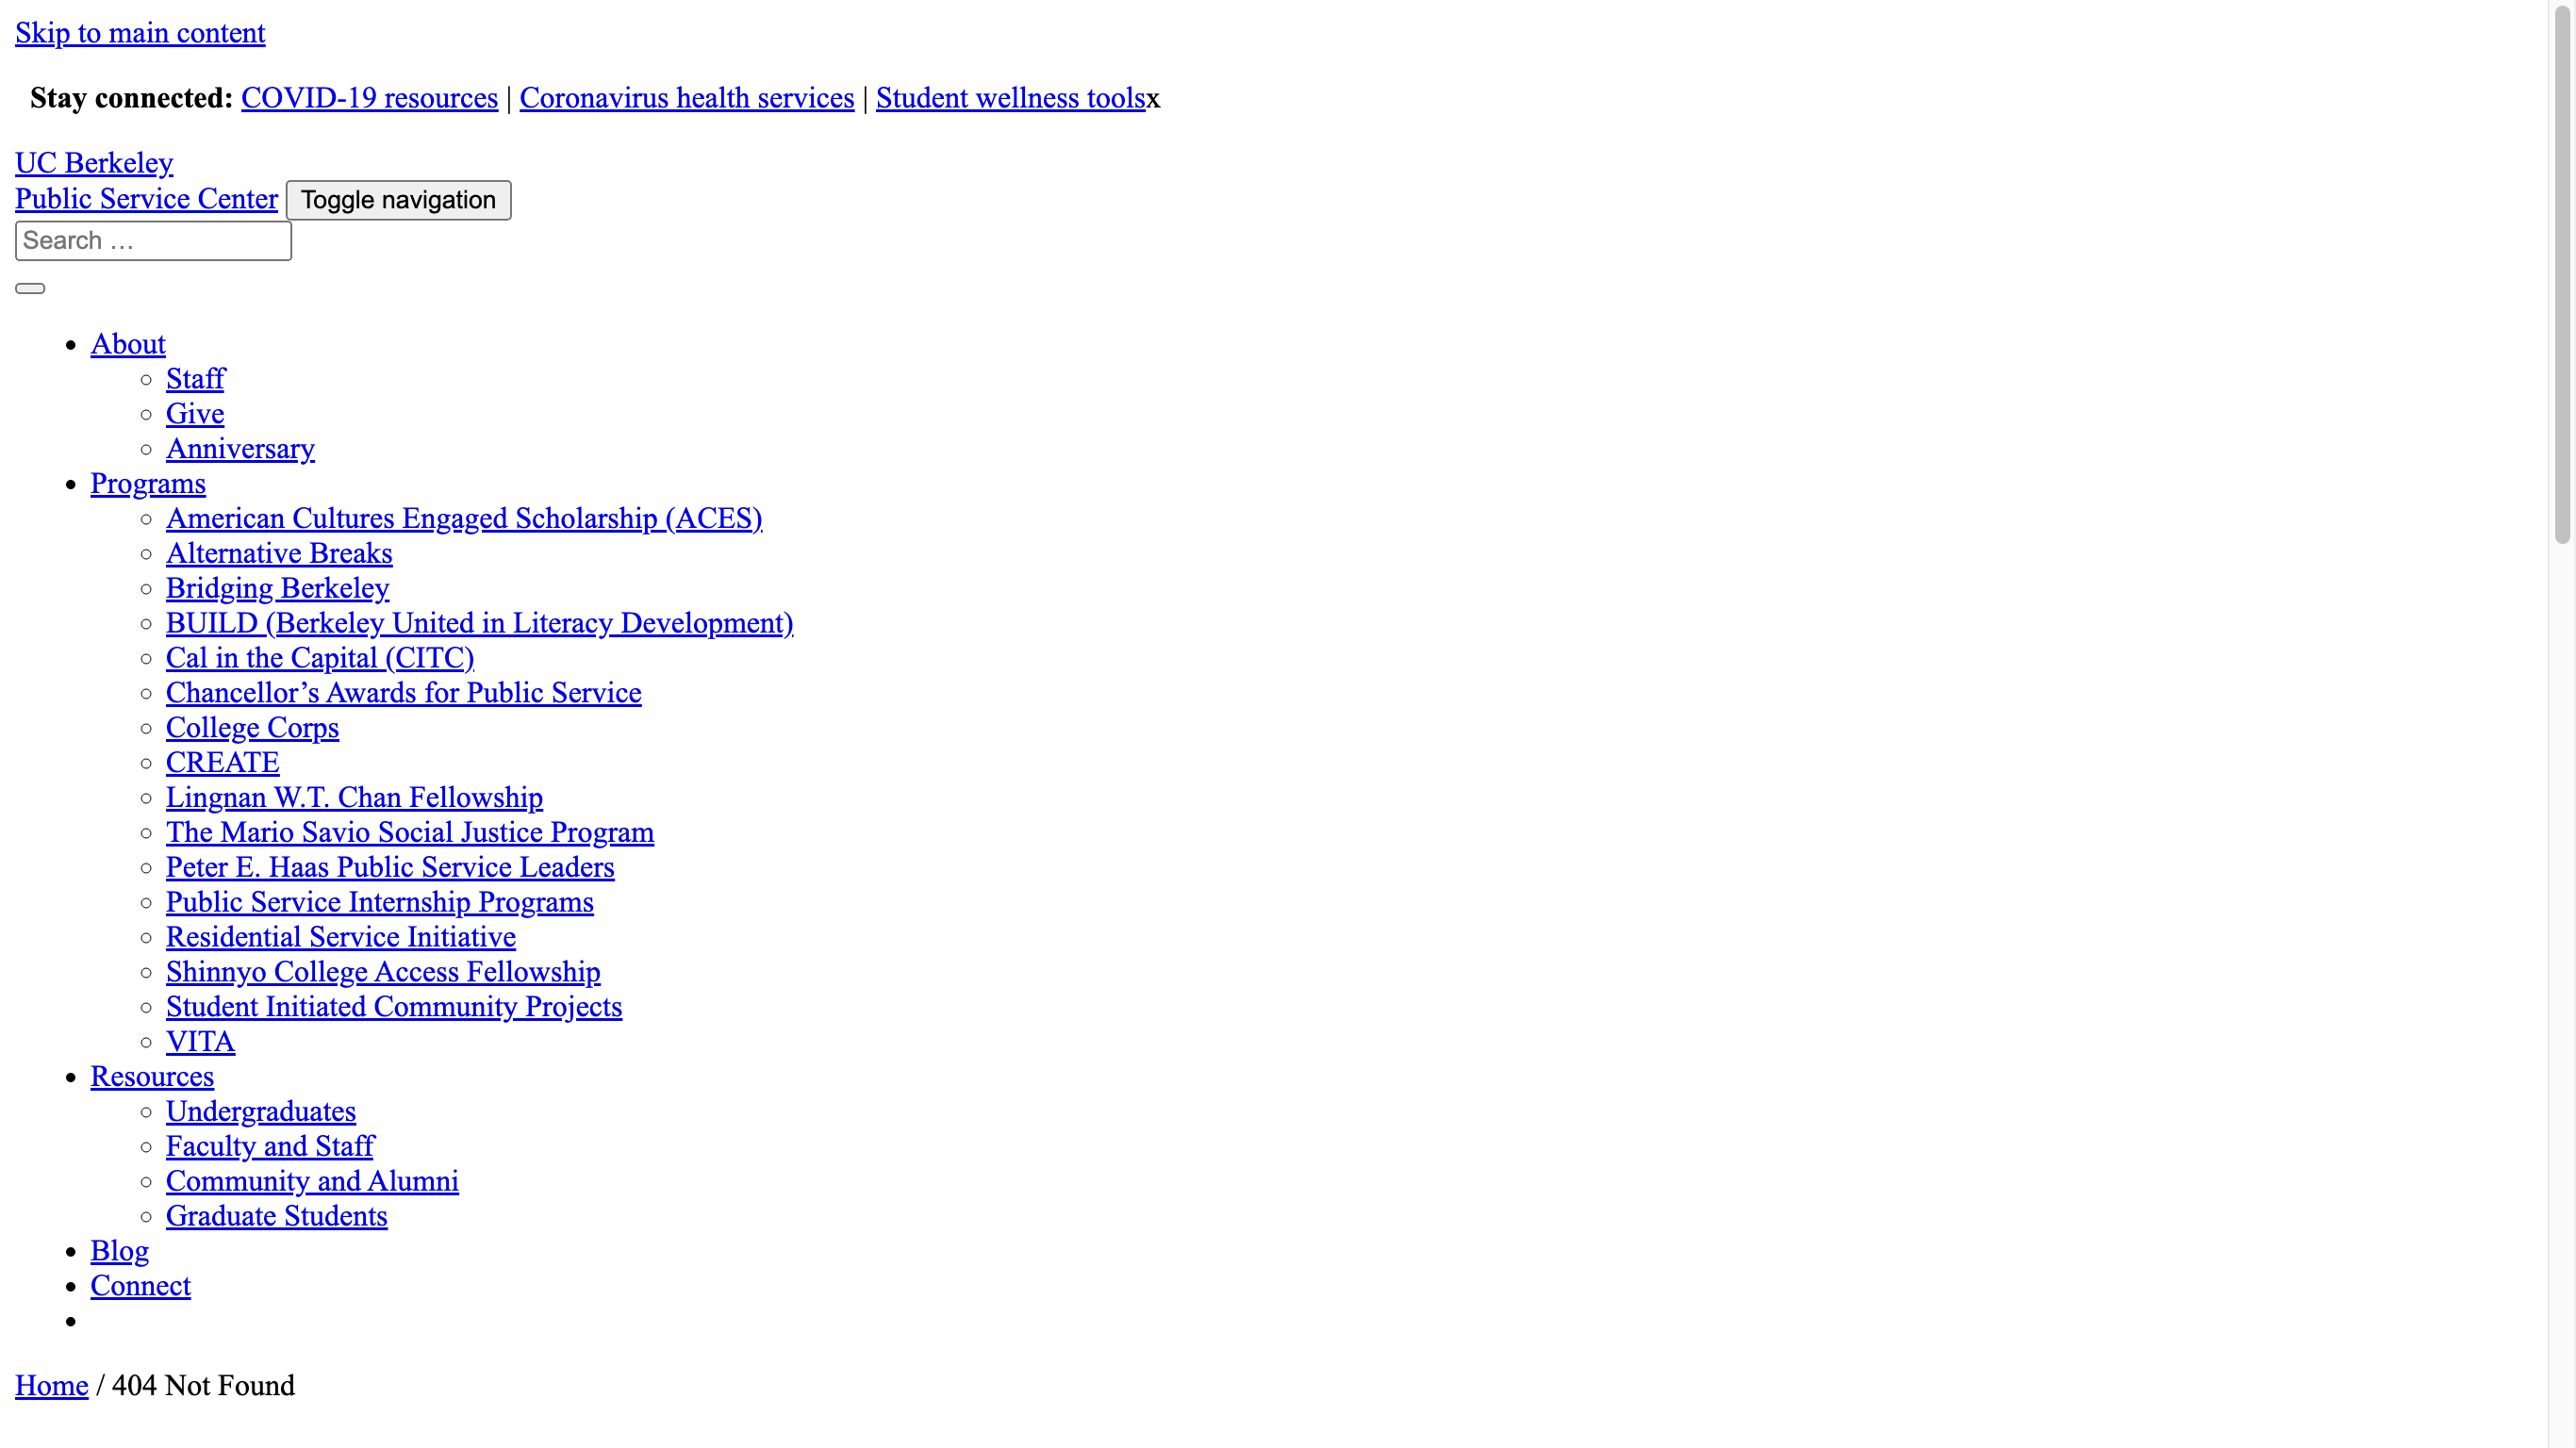 Skip to main content
Stay connected: COVID-19 resources | Coronavirus health services | Student wellness toolsx
UC Berkeley
Public Service Center Toggle navigation
Search …
About
Staff
Give
Anniversary
Programs
American Cultures Engaged Scholarship (ACES)
Alternative Breaks
Bridging Berkeley
BUILD (Berkeley United in Literacy Development)
Cal in the Capital (CITC)
Chancellor’s Awards for Public Service
College Corps
CREATE
Lingnan W.T. Chan Fellowship
The Mario Savio Social Justice Program
Peter E. Haas Public Service Leaders
Public Service Internship Programs
Residential Service Initiative
Shinnyo College Access Fellowship
Student Initiated Community Projects
VITA
Resources
Undergraduates
Faculty and Staff
Community and Alumni
Graduate Students
Blog
Connect
Home / 404 Not Found